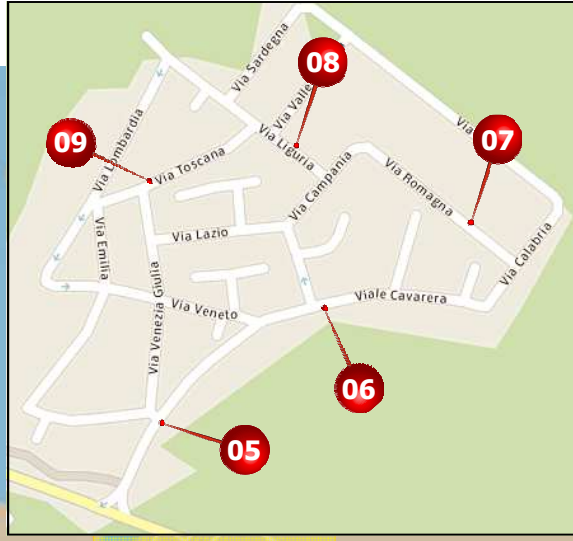 Via Sardegna
08
Via Valle
Via
07
09
Via Lombardia
Via Toscana
Via Liguria
Via Campania
Via Romagna
Via Lazio
Via Emilia
Via Calabria
Via Venezia Giulia
Via Veneto
Viale Cavarera
06
05